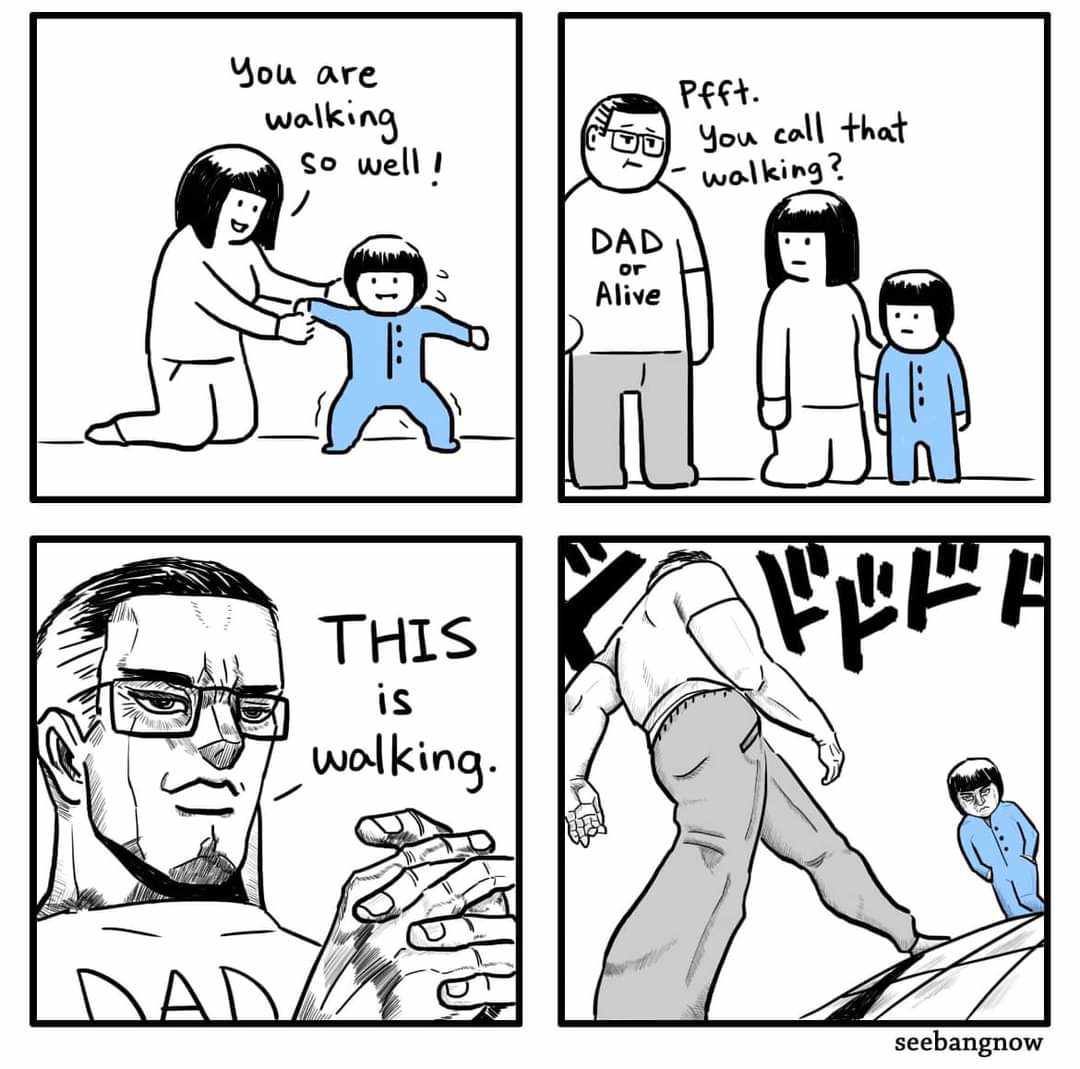 You are
walking
so well!
Pfft.
You call that
walking?
DAD
or
Alive
THIS
is
walking.
DAD
ドドドド
seebangnow